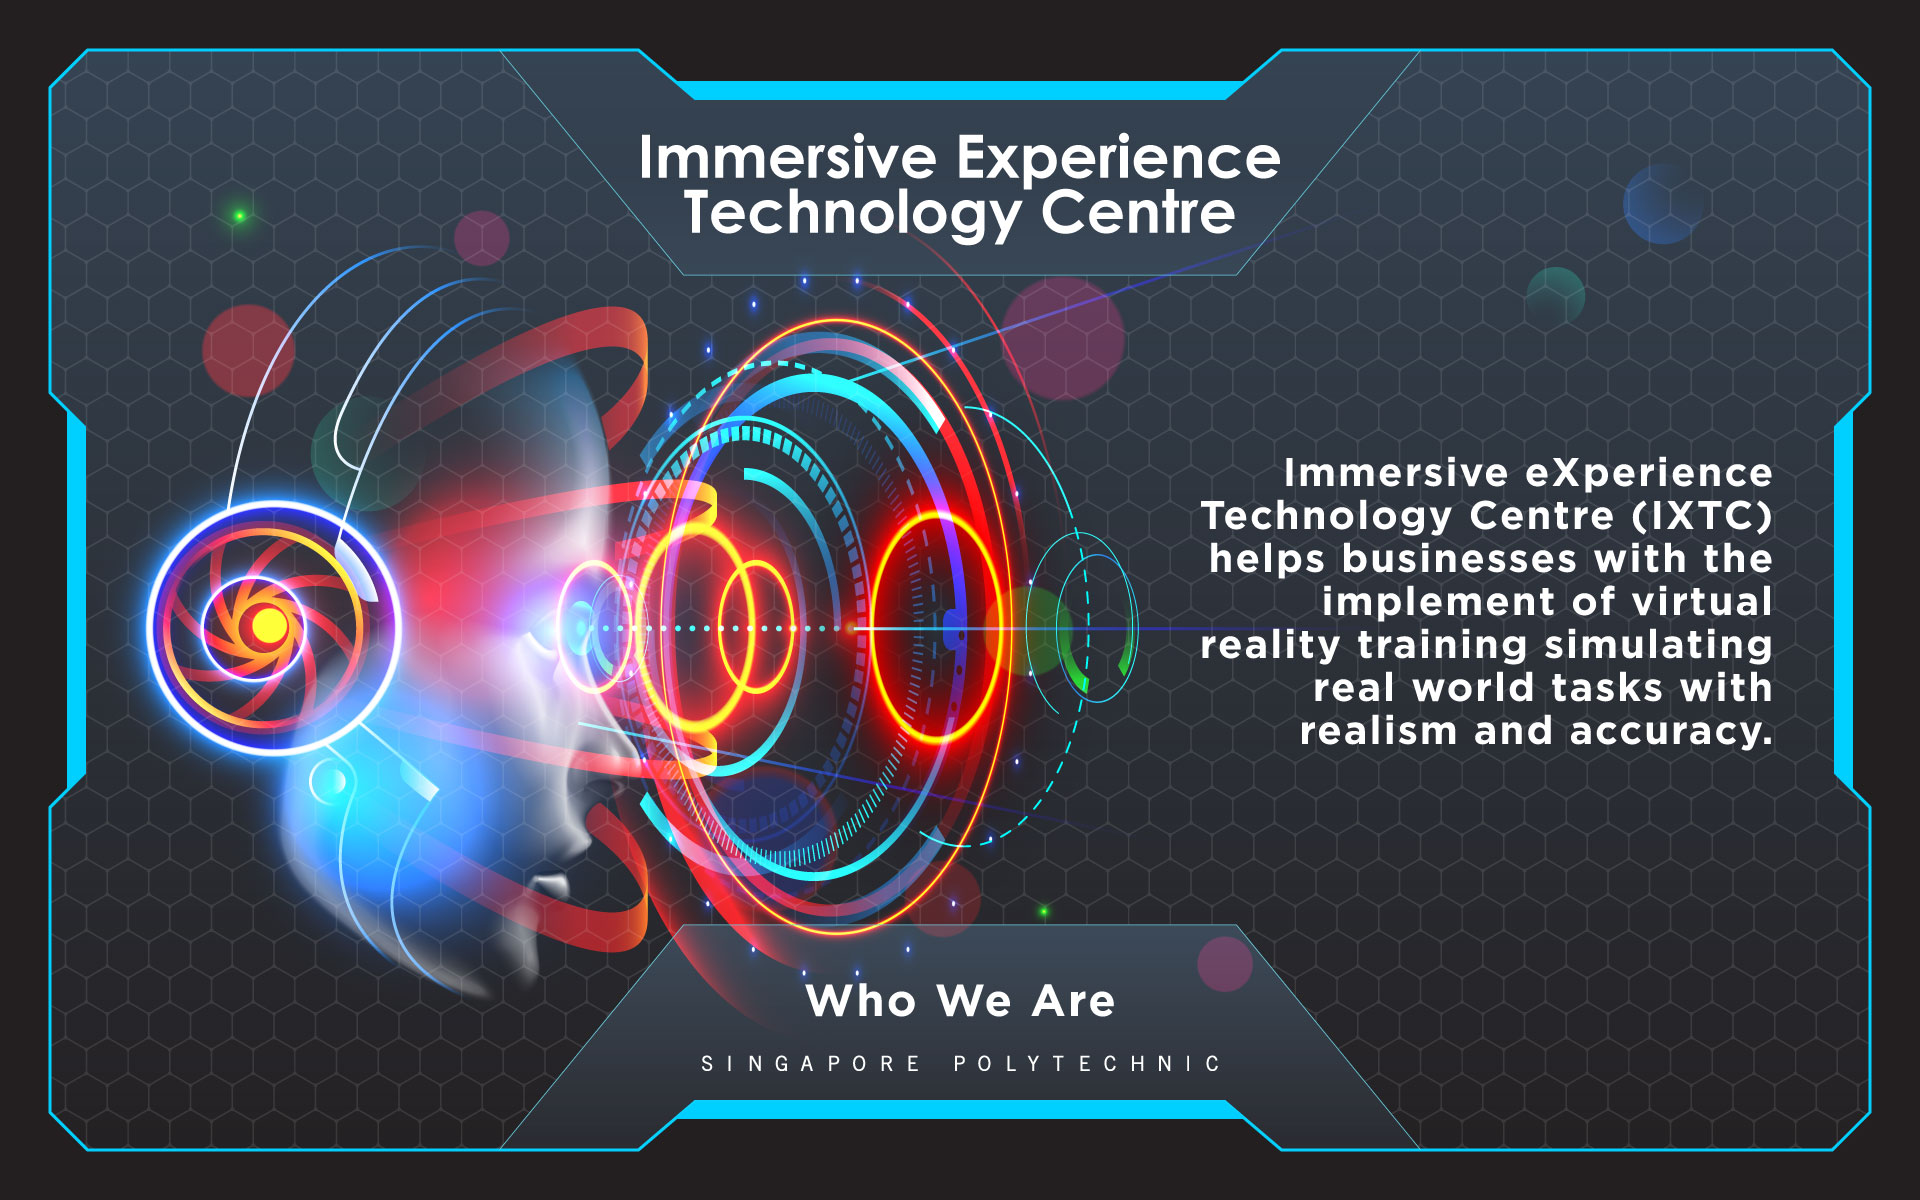 Immersive Experience
Technology Centre
Immersive eXperience
Technology Centre (IXTC)
helps businesses with the
implement of virtual
reality training simulating
real world tasks with
realism and accuracy.
Who We Are
SINGAPORE POLYTECHNIC